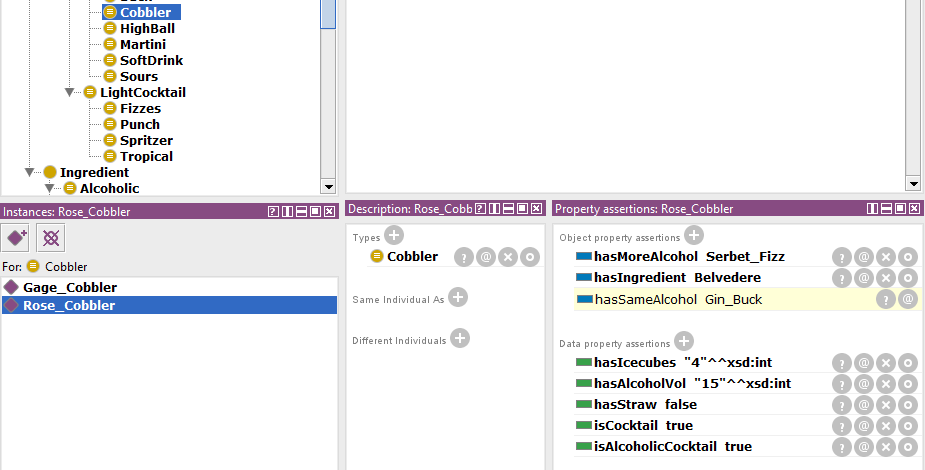 Cobbler
HighBall
Martini
SoftDrink
Sours
LightCocktail
Fizzes
Punch
Spritzer
Tropical
Ingredient
Alcoholic
Instances: Rose_Cobbler
For: Cobbler
Gage_Cobbler
Rose_Cobbler
Description: Rose_Cobb
Types
Cobbler
Same Individual As
Different Individuals
Property assertions: Rose_Cobbler
Object property assertions
hasMoreAlcohol Serbet_Fizz
hasIngredient Belvedere
hasSameAlcohol Gin_Buck
Data property assertions
hasIcecubes "4"^^xsd:int
hasAlcoholVol "15"^^xsd:int
hasStraw false
isCocktail true
isAlcoholicCocktail true